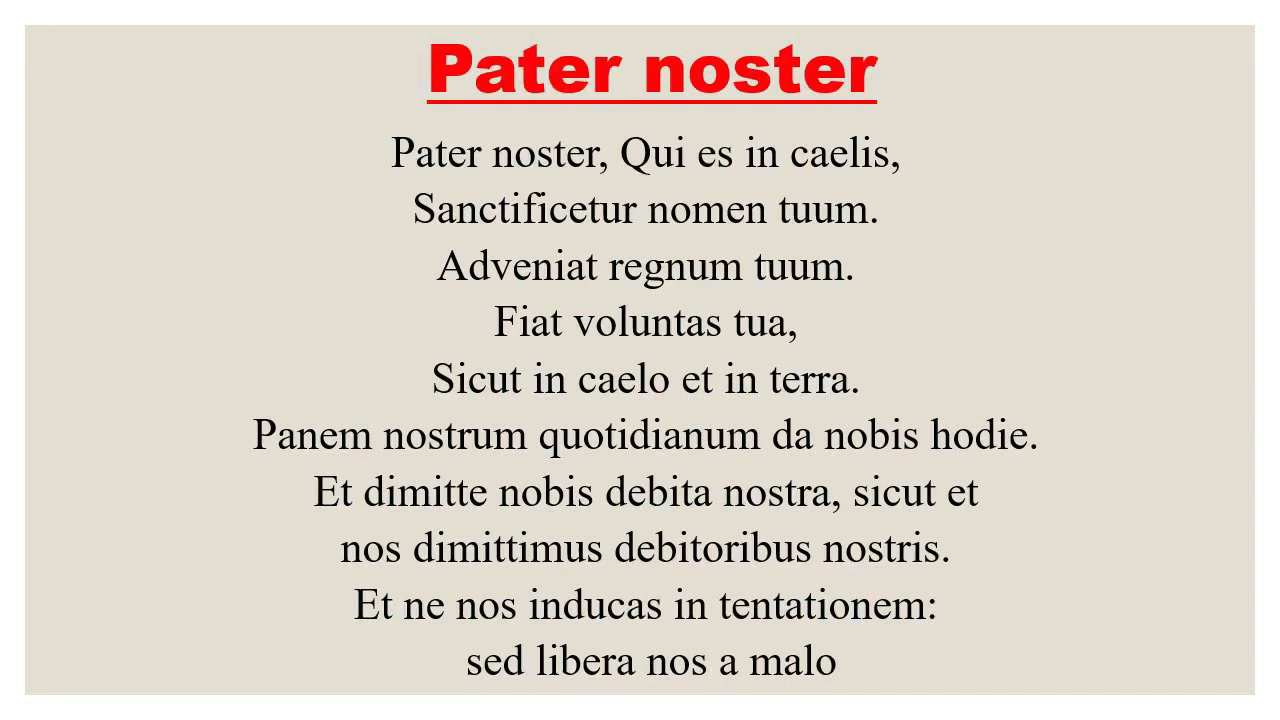 Pater noster
Pater noster, Qui es in caelis,
Sanctificetur nomen tuum.
Adveniat regnum tuum.
Fiat voluntas tua,
Sicut in caelo et in terra.
Panem nostrum quotidianum da nobis hodie.
Et dimitte nobis debita nostra, sicut et
nos dimittimus debitoribus nostris.
Et ne nos inducas in tentationem:
sed libera nos a malo